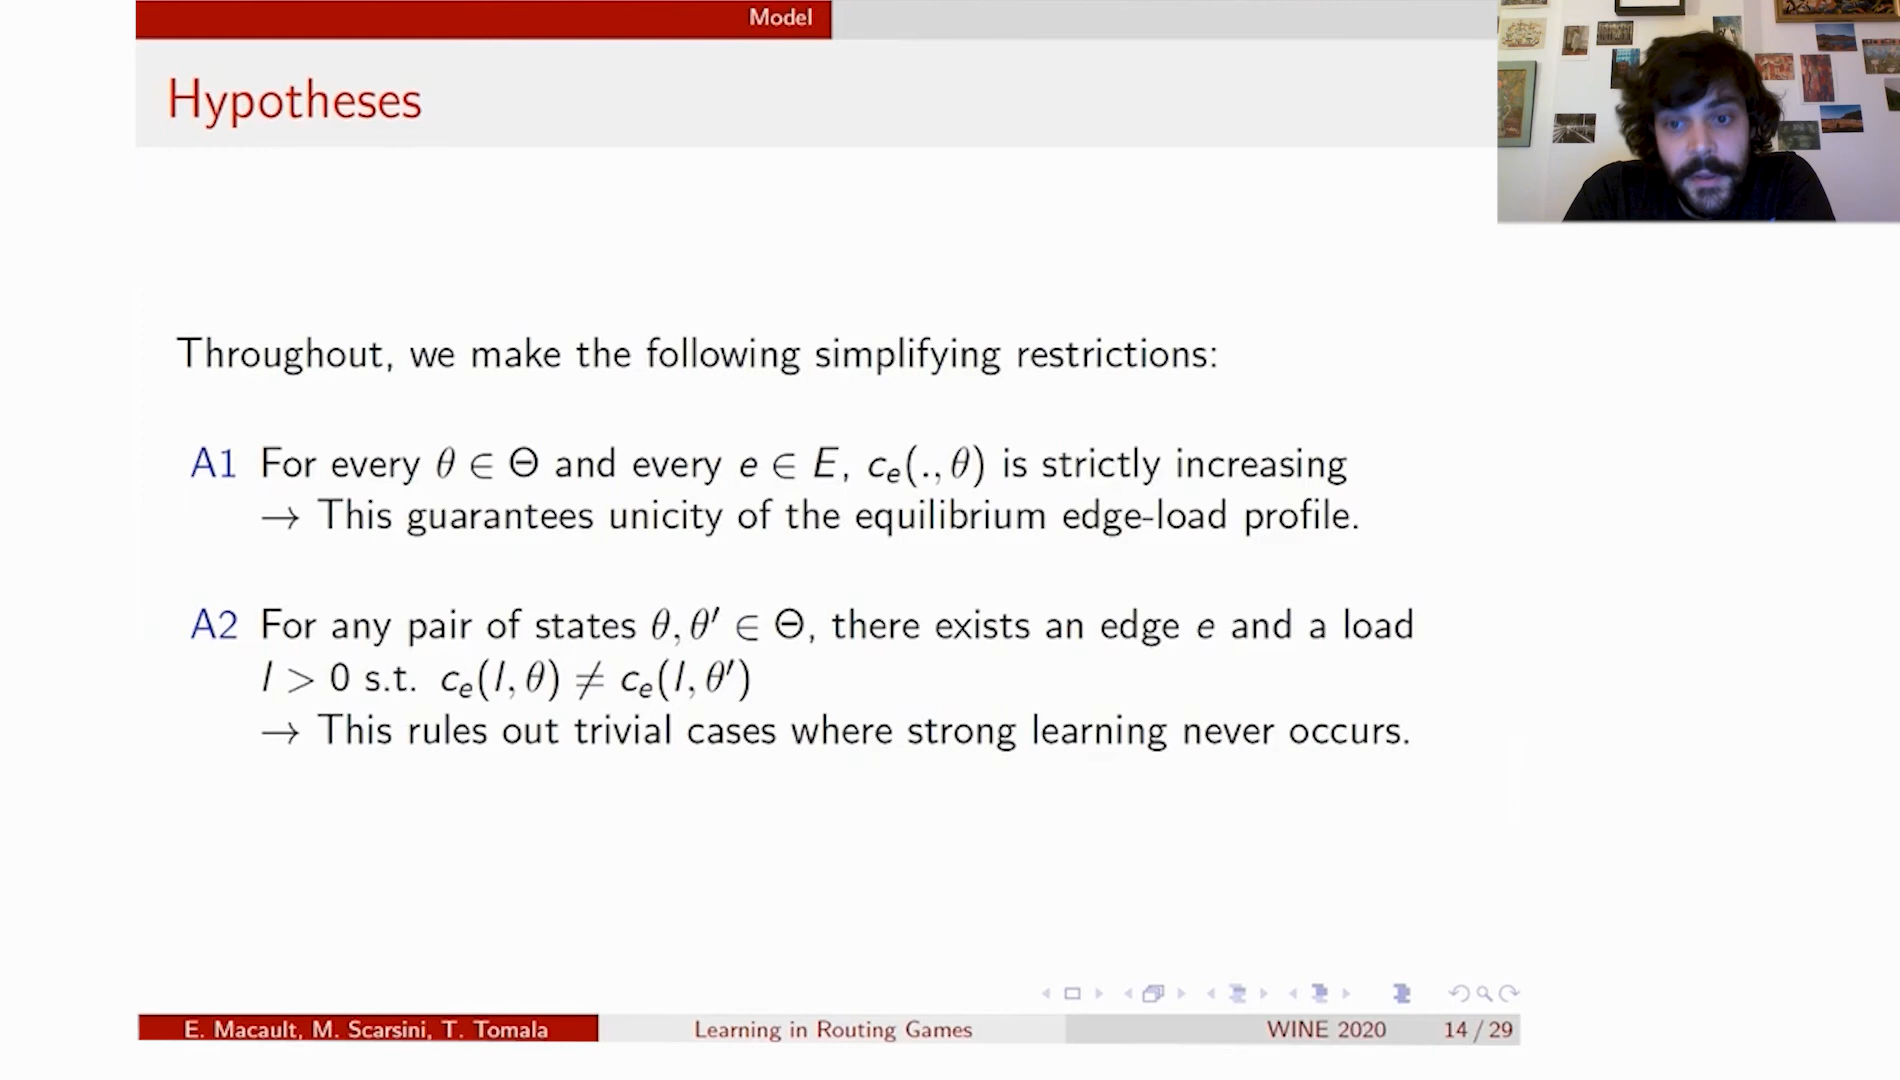 Model
Hypotheses
Throughout, we make the following simplifying restrictions:
A1 For every θ ∈ Θ and every e ∈ E, cₑ(., θ) is strictly increasing
→ This guarantees unicity of the equilibrium edge-load profile.
A2 For any pair of states θ, θ′ ∈ Θ, there exists an edge e and a load
l > 0 s.t. cₑ(l, θ) ≠ cₑ(l, θ′)
→ This rules out trivial cases where strong learning never occurs.
E. Macault, M. Scarsini, T. Tomala Learning in Routing Games WINE 2020 14 / 29